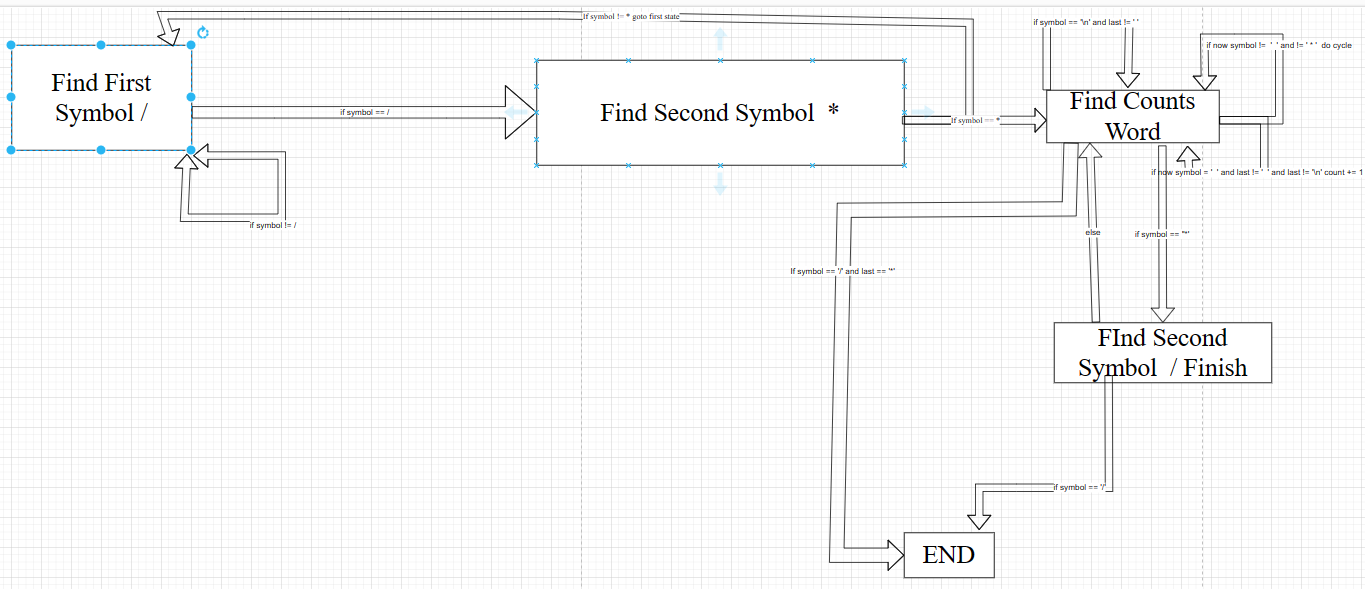 If symbol != * goto first state
if symbol == '\n' and last != ' '
if now symbol != ' ' and != '*' do cycle
Find First
Symbol /
if symbol == /
Find Second Symbol *
If symbol == *
Find Counts
Word
if now symbol = ' ' and last != ' ' and last != '\n' count += 1
if symbol != /
else
if symbol == '*'
If symbol == '/' and last == '*'
FInd Second
Symbol / Finish
if symbol == '/'
END